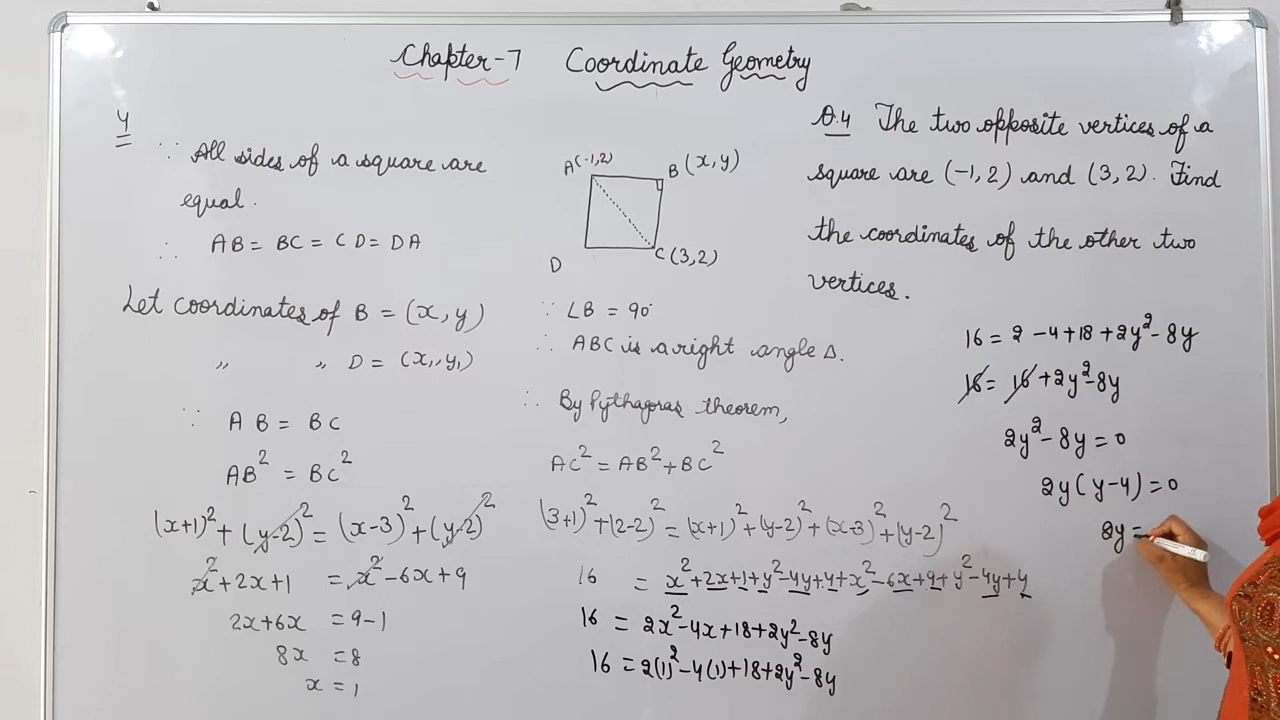 Chapter-7 Coordinate Geometry
Q.4 The two opposite vertices of a
square are (-1, 2) and (3, 2). Find
the coordinates of the other two
vertices.
4
∵ All sides of a square are
equal.
∴ AB = BC = CD = DA
Let coordinates of B = (x, y)
〃 〃 D = (x₁, y₁)
∵ AB = BC
AB² = BC²
(x+1)² + (y-2)² = (x-3)² + (y-2)²
x² + 2x + 1 = x² - 6x + 9
2x + 6x = 9 - 1
8x = 8
x = 1
A(-1,2)
B (x, y)
C (3, 2)
D
∵ ∠B = 90°
∴ ABC is a right angle Δ.
∴ By Pythagoras theorem,
AC² = AB² + BC²
(3+1)² + (2-2)² = (x+1)² + (y-2)² + (x-3)² + (y-2)²
16 = x² + 2x + 1 + y² - 4y + 4 + x² - 6x + 9 + y² - 4y + 4
16 = 2x² - 4x + 18 + 2y² - 8y
16 = 2(1)² - 4(1) + 18 + 2y² - 8y
16 = 2 - 4 + 18 + 2y² - 8y
16 = 16 + 2y² - 8y
2y² - 8y = 0
2y (y - 4) = 0
2y =